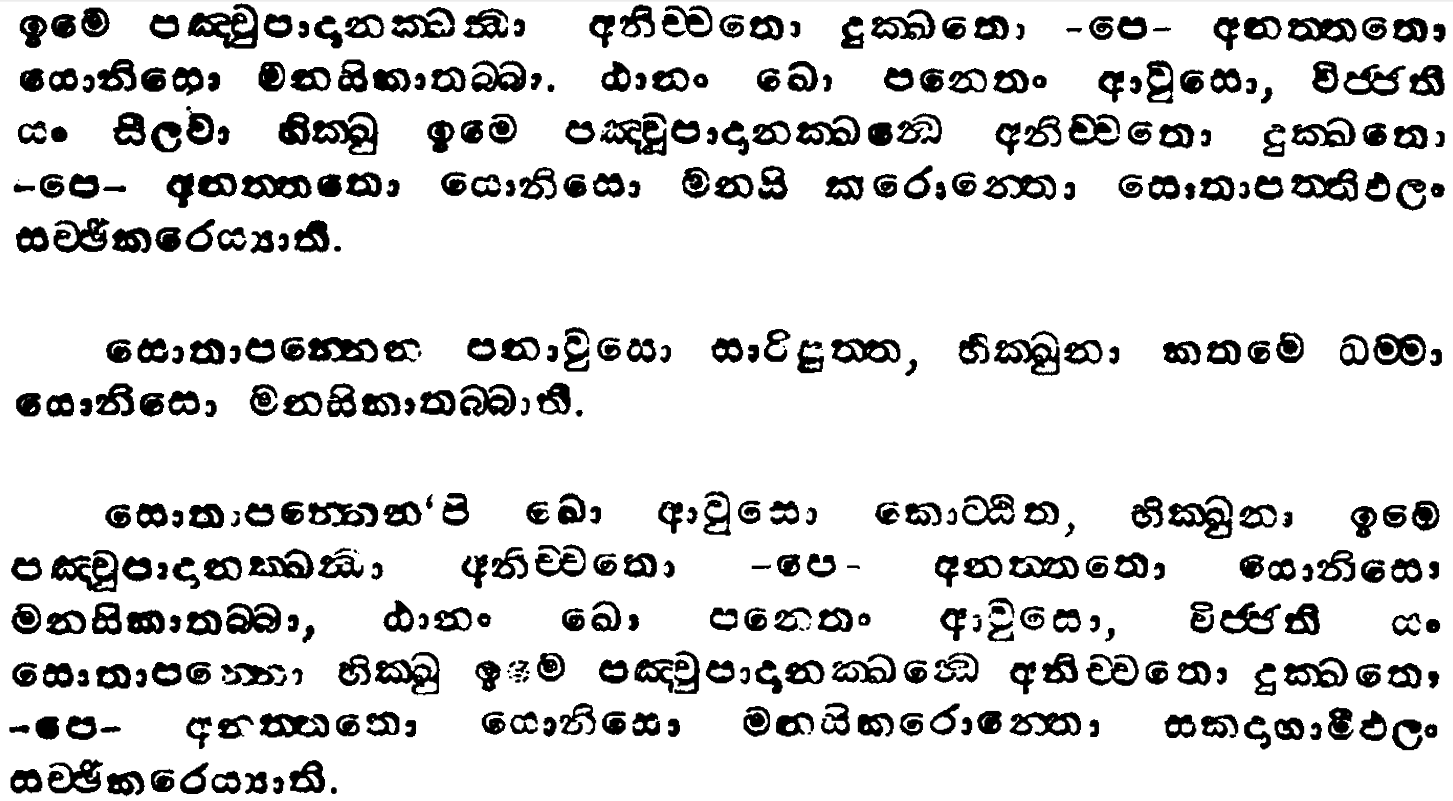 ඉමෙ පඤ්චුපාදානක්ඛන්ධා අනිච්චතො දුක්ඛතො -පෙ- අනත්තතො
යොනිසො මනසිකාතබ්බා. ඨානං ඛො පනෙතං ආවුසො, විජ්ජති
යං සීලවා භික්ඛු ඉමෙ පඤ්චූපාදානක්ඛන්ධෙ අනිච්චතො දුක්ඛතො
-පෙ- අනත්තතො යොනිසො මනසි කරොන්තො සොතාපත්තිඵලං
සච්ඡිකරෙය්‍යාති.
සොතාපන්නෙන පනාවුසො සාරිපුත්ත, භික්ඛුනා කතමෙ ධම්මා
යොනිසො මනසිකාතබ්බාති.
සොතාපන්නෙන‘පි ඛො ආවුසො කොට්ඨිත, භික්ඛුනා ඉමෙ
පඤ්චූපාදානක්ඛන්ධා අනිච්චතො -පෙ- අනත්තතො යොනිසො
මනසිකාතබ්බා, ඨානං ඛො පනෙතං ආවුසො, විජ්ජති යං
සොතාපන්නො භික්ඛු ඉමෙ පඤ්චුපාදානක්ඛන්ධෙ අනිච්චතො දුක්ඛතො
-පෙ- අනත්තතො යොනිසො මනසිකරොන්තො සකදාගාමීඵලං
සච්ඡිකරෙය්‍යාති.